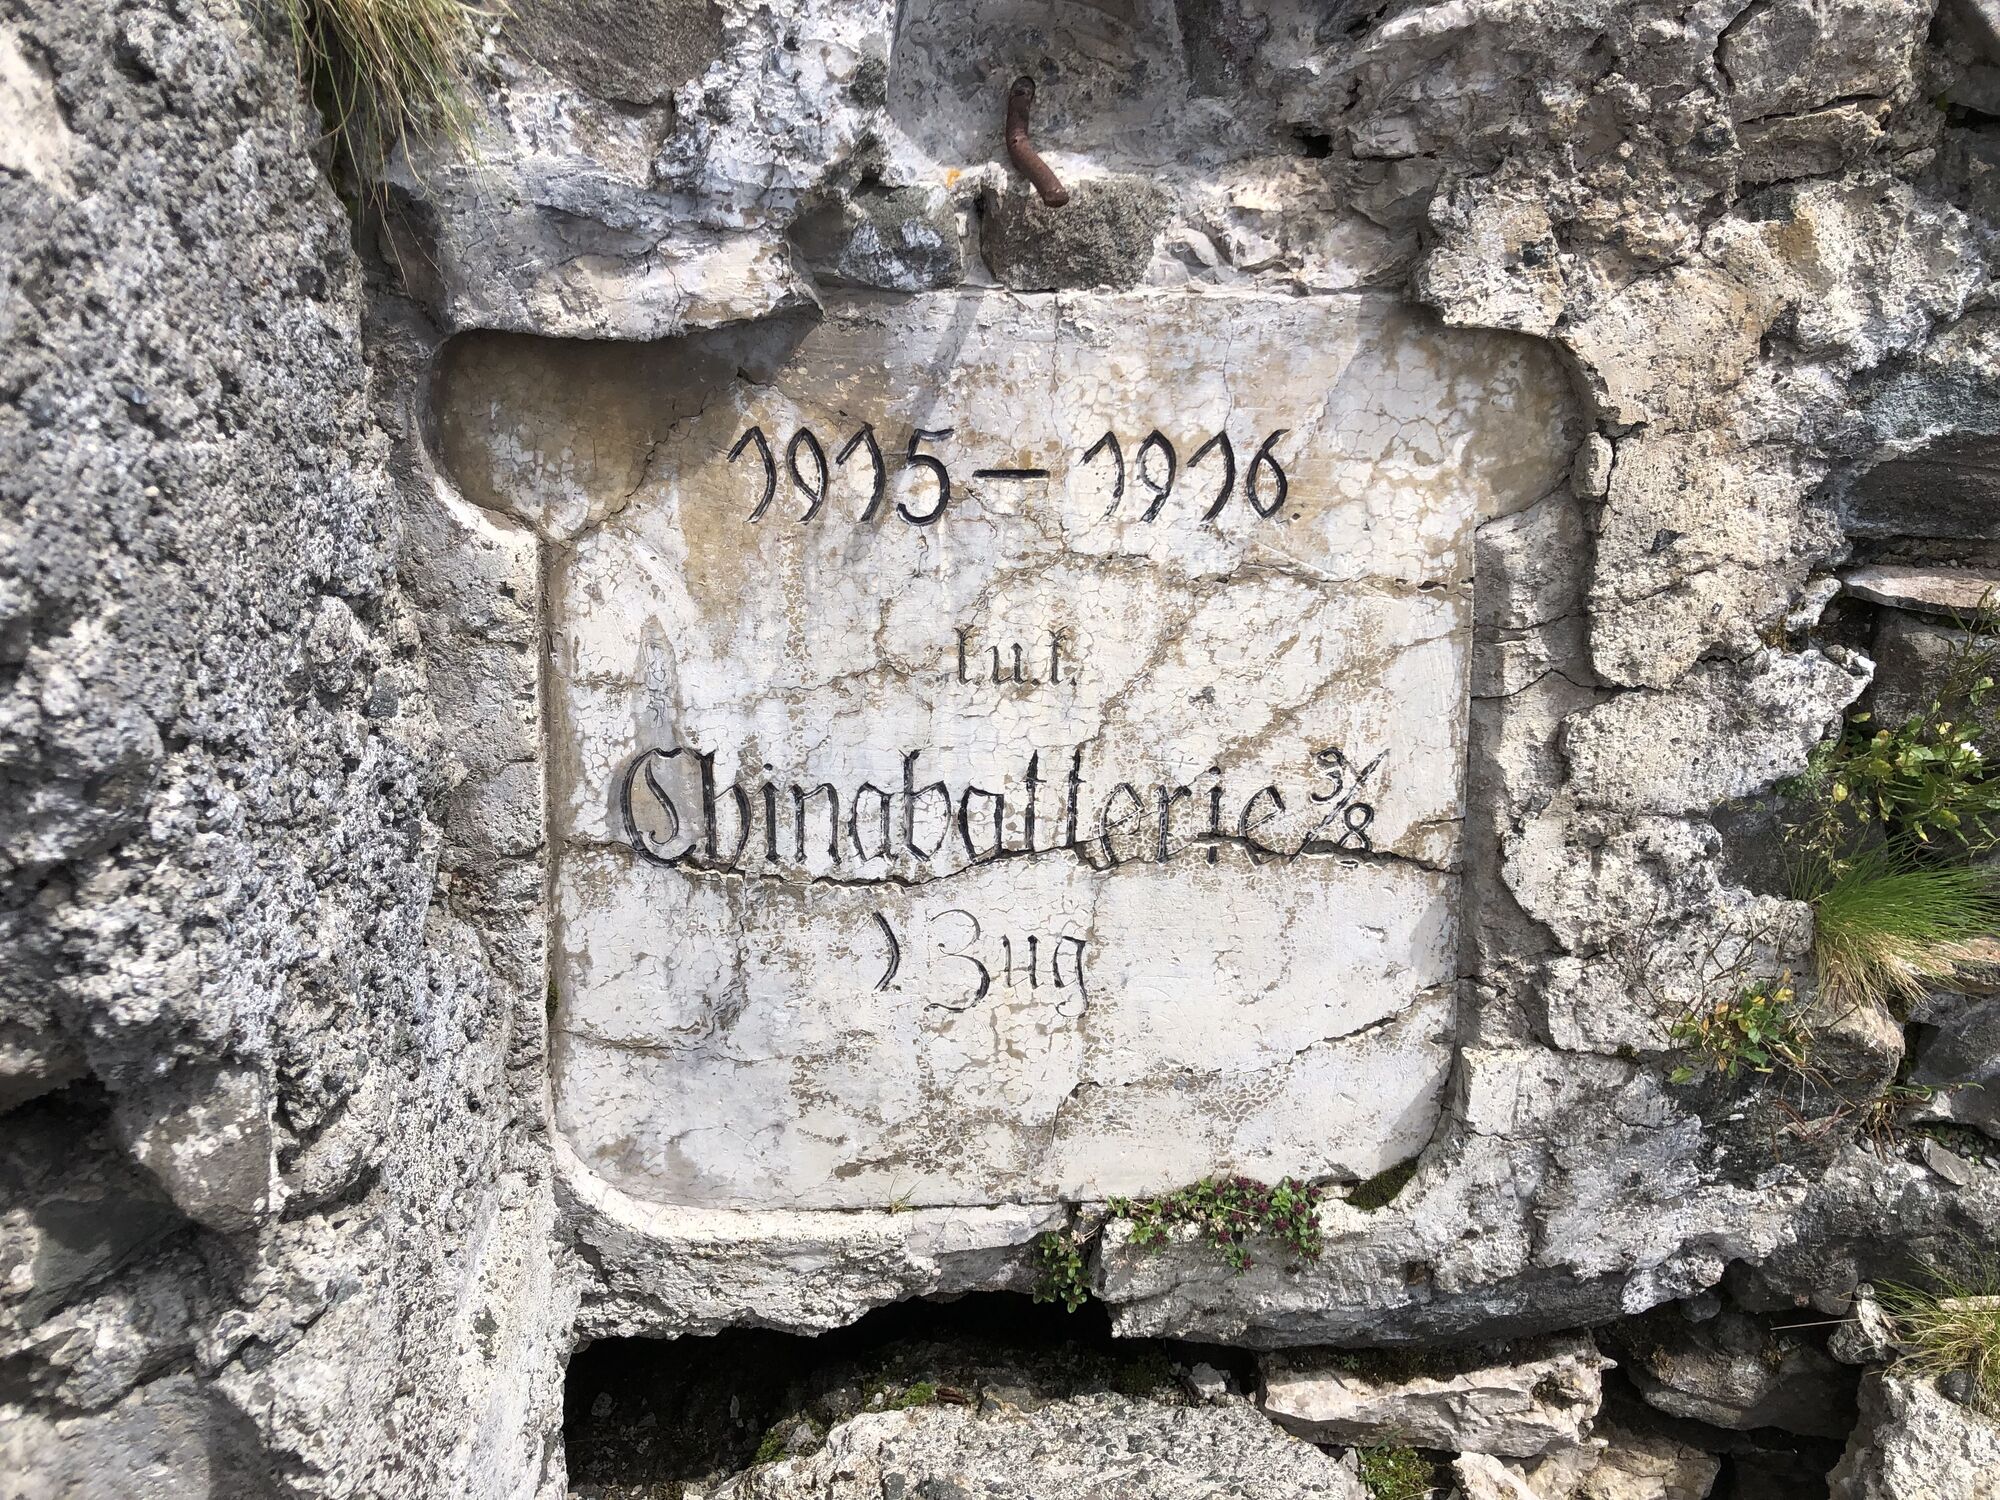 1915–1916.
k.u.k.
Chinabatterie 3/8
1 Zug